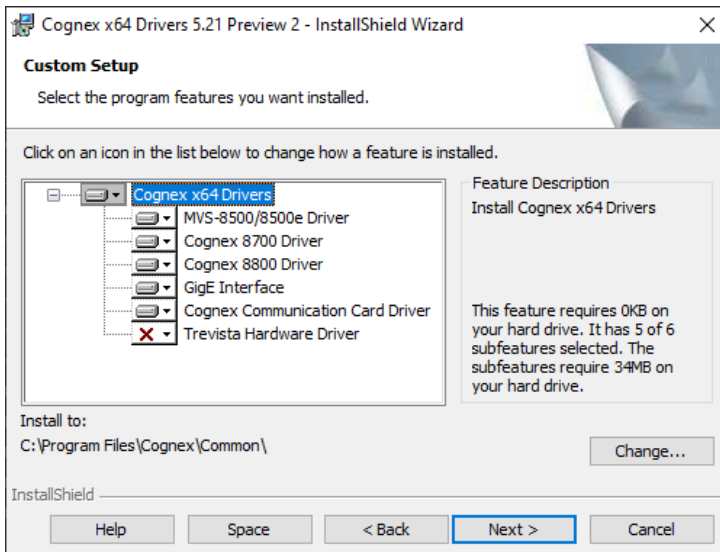 Cognex x64 Drivers 5.21 Preview 2 - InstallShield Wizard
Custom Setup
Select the program features you want installed.
Click on an icon in the list below to change how a feature is installed.
Cognex x64 Drivers
MVS-8500/8500e Driver
Cognex 8700 Driver
Cognex 8800 Driver
GigE Interface
Cognex Communication Card Driver
Trevista Hardware Driver
Feature Description
Install Cognex x64 Drivers
This feature requires 0KB on
your hard drive. It has 5 of 6
subfeatures selected. The
subfeatures require 34MB on
your hard drive.
Install to:
C:\Program Files\Cognex\Common\
Change...
InstallShield
Help
Space
< Back
Next >
Cancel